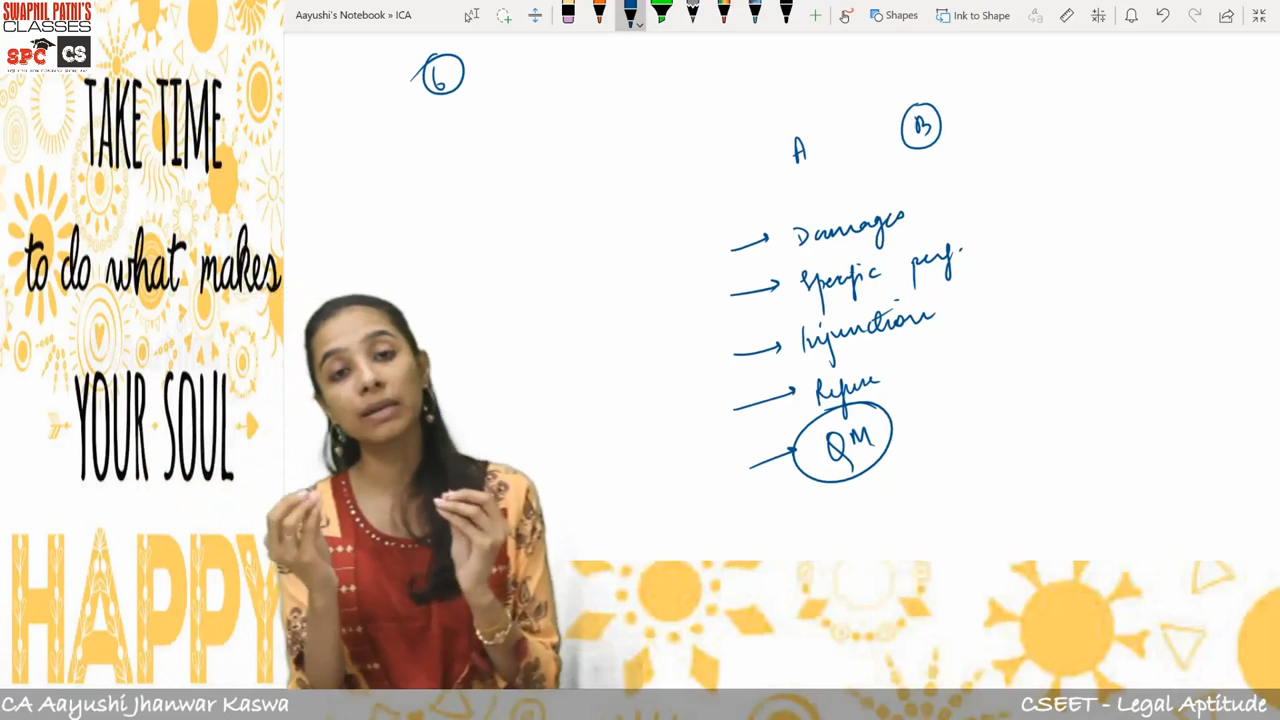 SWAPNIL PATNI'S
CLASSES
SPC CS
TAKE TIME
to do what makes
YOUR SOUL
HAPPY
Aayushi's Notebook » ICA
Shapes
Ink to Shape
6
A
B
Damages
Specific perf.
Injunction
QM
CA Aayushi Jhanwar Kaswa
CSEET - Legal Aptitude